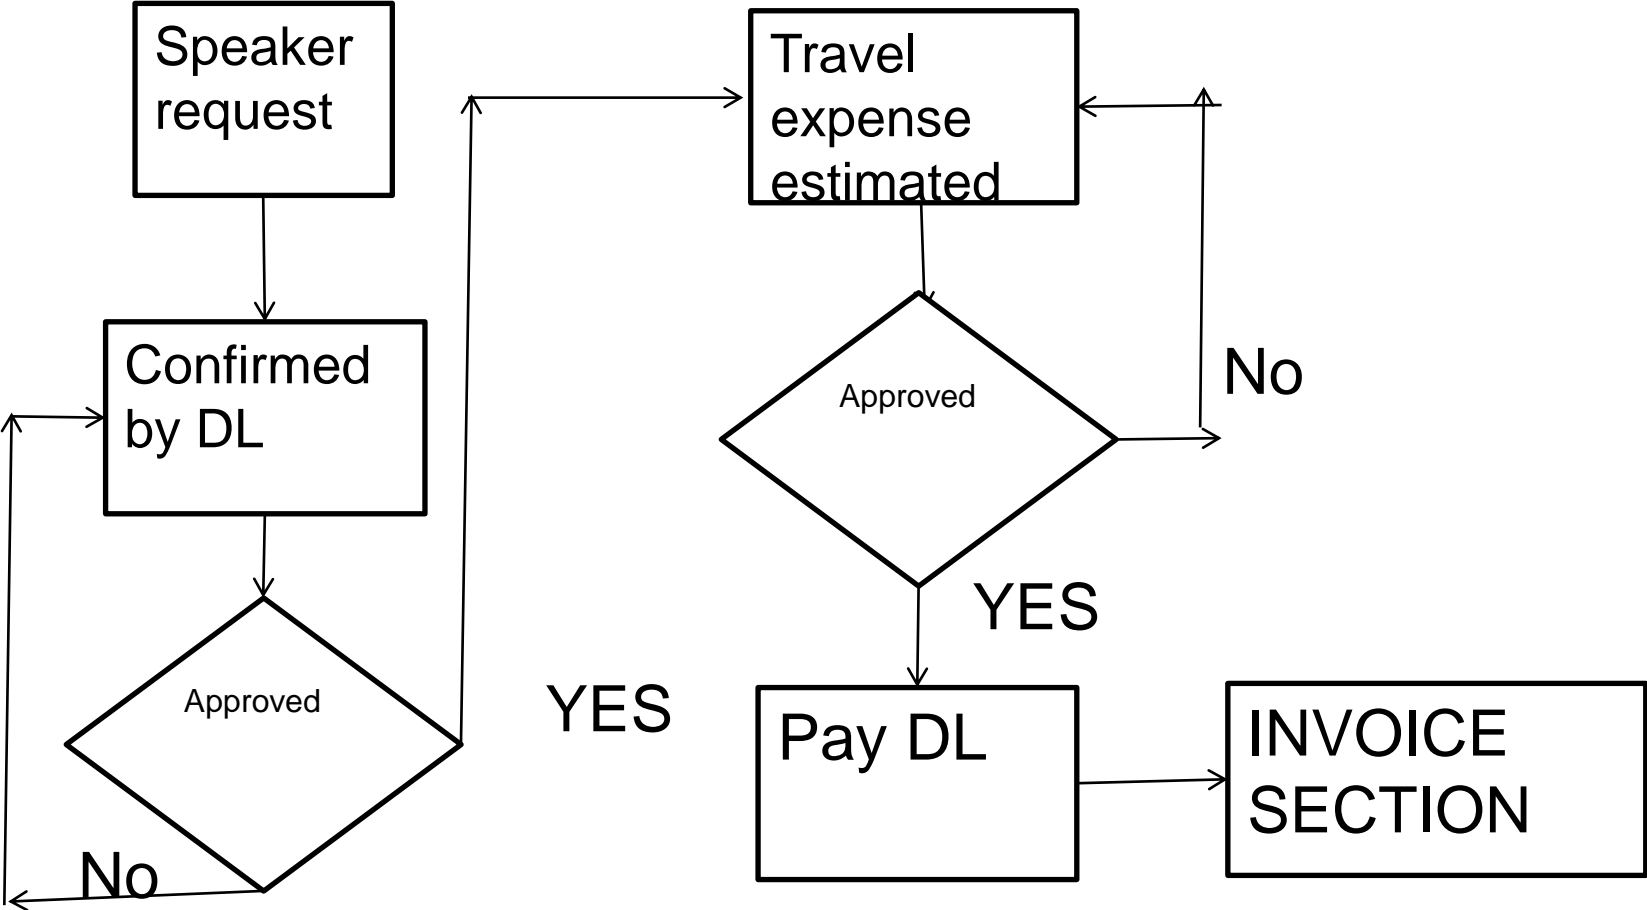 Speaker
request
Confirmed
by DL
Approved
No
YES
Travel
expense
estimated
Approved
No
YES
Pay DL
INVOICE
SECTION